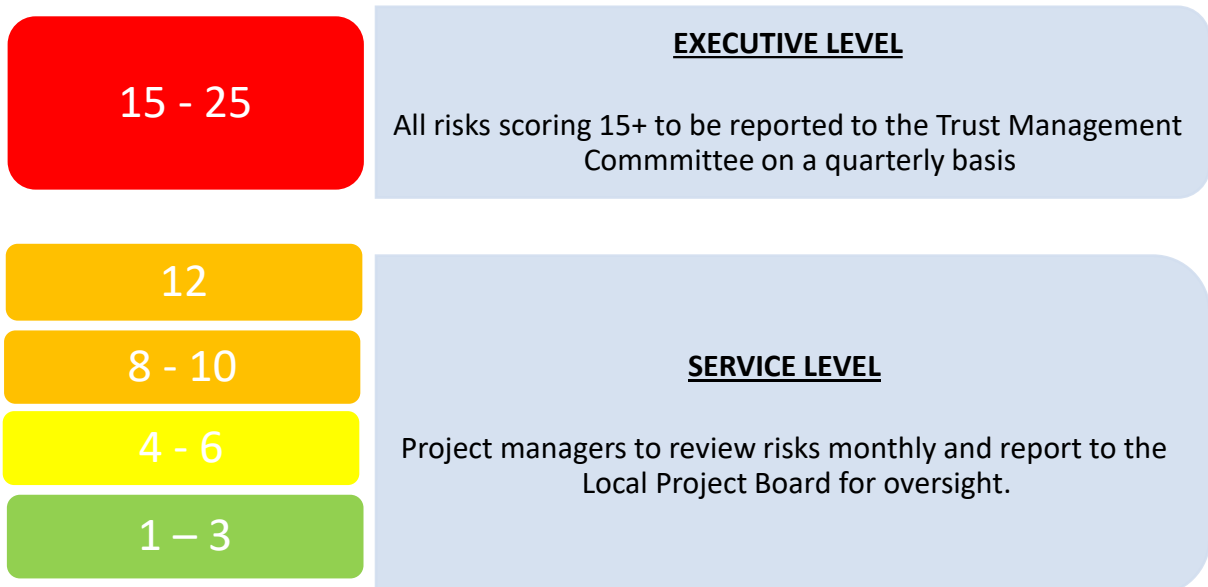 15 - 25
EXECUTIVE LEVEL
All risks scoring 15+ to be reported to the Trust Management
Commmittee on a quarterly basis
12
8 - 10
4 - 6
1 – 3
SERVICE LEVEL
Project managers to review risks monthly and report to the
Local Project Board for oversight.